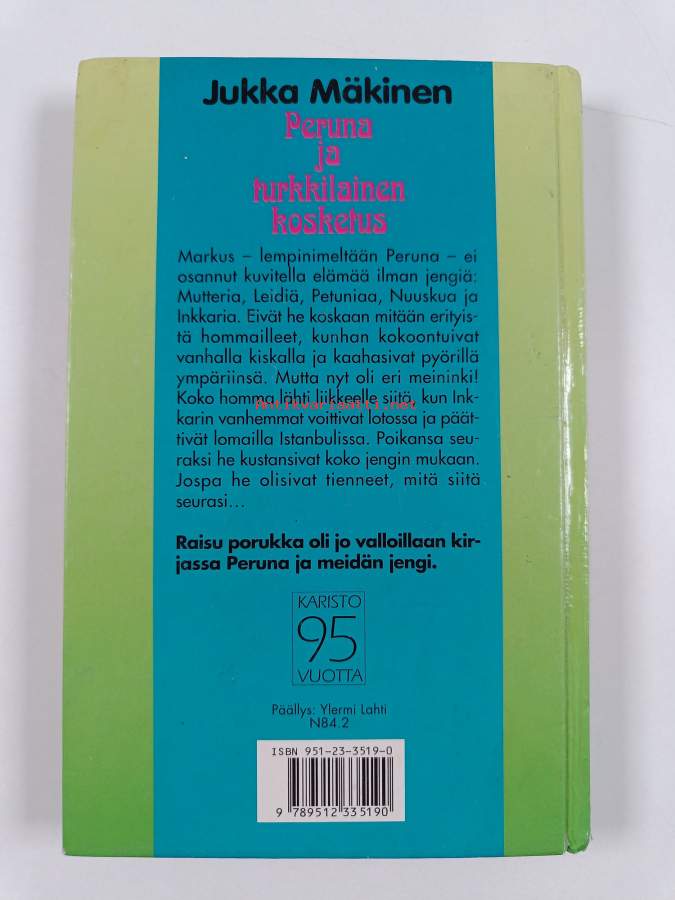 Jukka Mäkinen
Peruna
ja
turkkilainen
kosketus
Markus – lempinimeltään Peruna – ei
osannut kuvitella elämää ilman jengiä:
Mutteria, Leidiä, Petuniaa, Nuuskua ja
Inkkaria. Eivät he koskaan mitään erityis-
tä hommailleet, kunhan kokoontuivat
vanhalla kiskalla ja kaahasivat pyörillä
ympäriinsä. Mutta nyt oli eri meininki!
Koko homma lähti liikkeelle siitä, kun Ink-
Antikvariaatti.net
karin vanhemmat voittivat lotossa ja päät-
tivät lomailla Istanbulissa. Poikansa seu-
raksi he kustansivat koko jengin mukaan.
Jospa he olisivat tienneet, mitä siitä
seurasi...
Raisu porukka oli jo valloillaan kir-
jassa Peruna ja meidän jengi.
KARISTO
95
VUOTTA
Päällys: Ylermi Lahti
N84.2
ISBN 951-23-3519-0
9 789512 335190